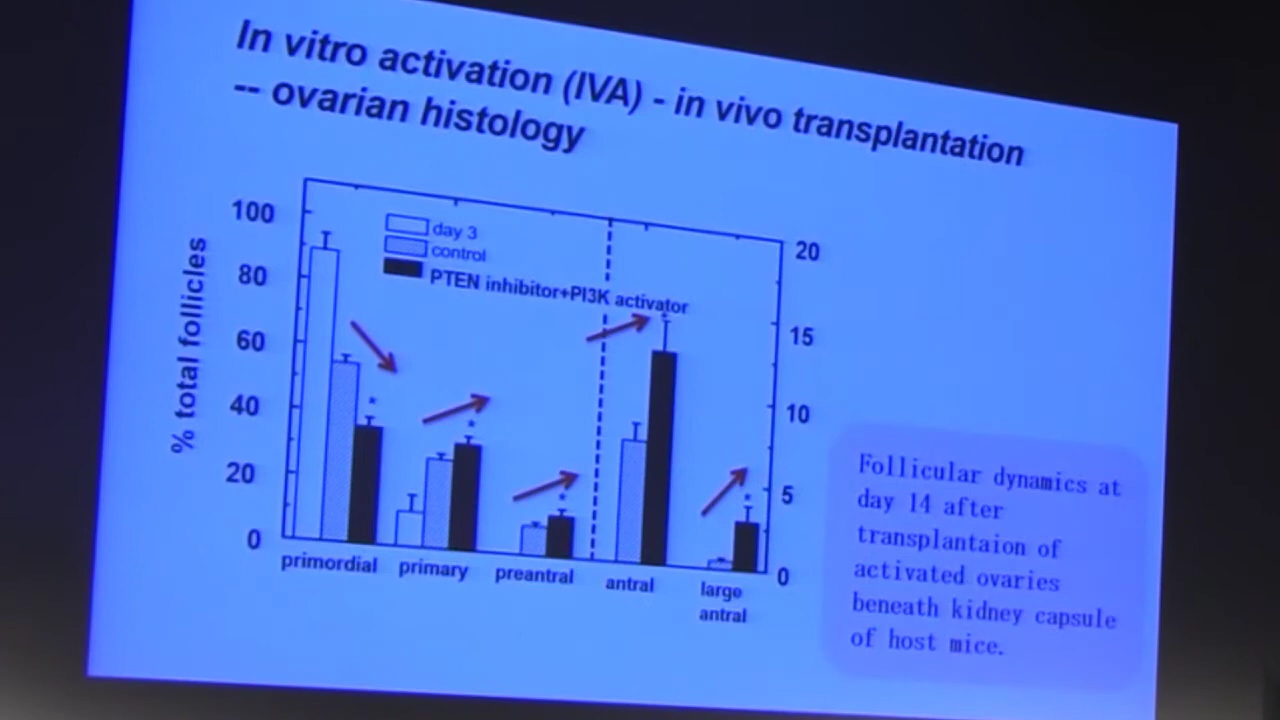 In vitro activation (IVA) - in vivo transplantation
-- ovarian histology
% total follicles
100
80
60
40
20
0
day 3
control
PTEN inhibitor+PI3K activator
*
*
*
*
*
20
15
10
5
0
primordial
primary
preantral
antral
large
antral
Follicular dynamics at
day 14 after
transplantaion of
activated ovaries
beneath kidney capsule
of host mice.